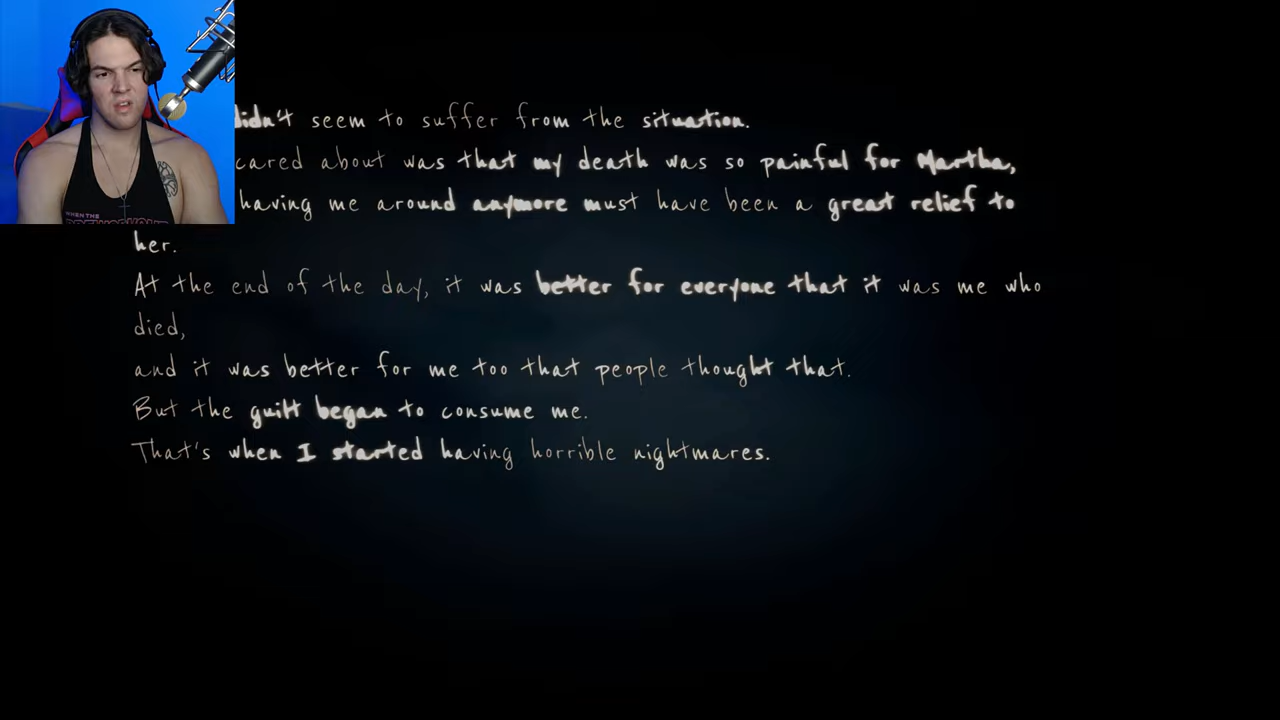 WHEN THE
didn't seem to suffer from the situation.
cared about was that my death was so painful for Martha,
having me around anymore must have been a great relief to
her.
At the end of the day, it was better for everyone that it was me who
died,
and it was better for me too that people thought that.
But the guilt began to consume me.
That's when I started having horrible nightmares.